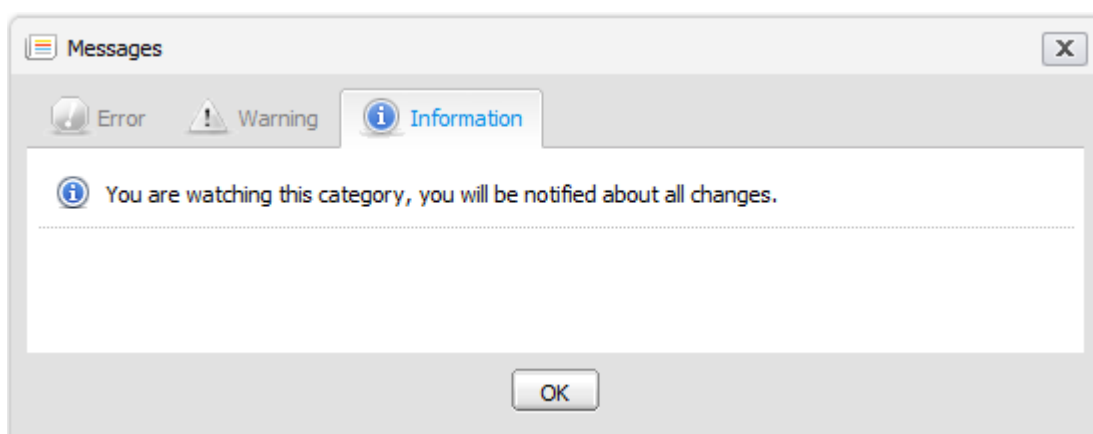 Messages
X
Error Warning Information
You are watching this category, you will be notified about all changes.
OK